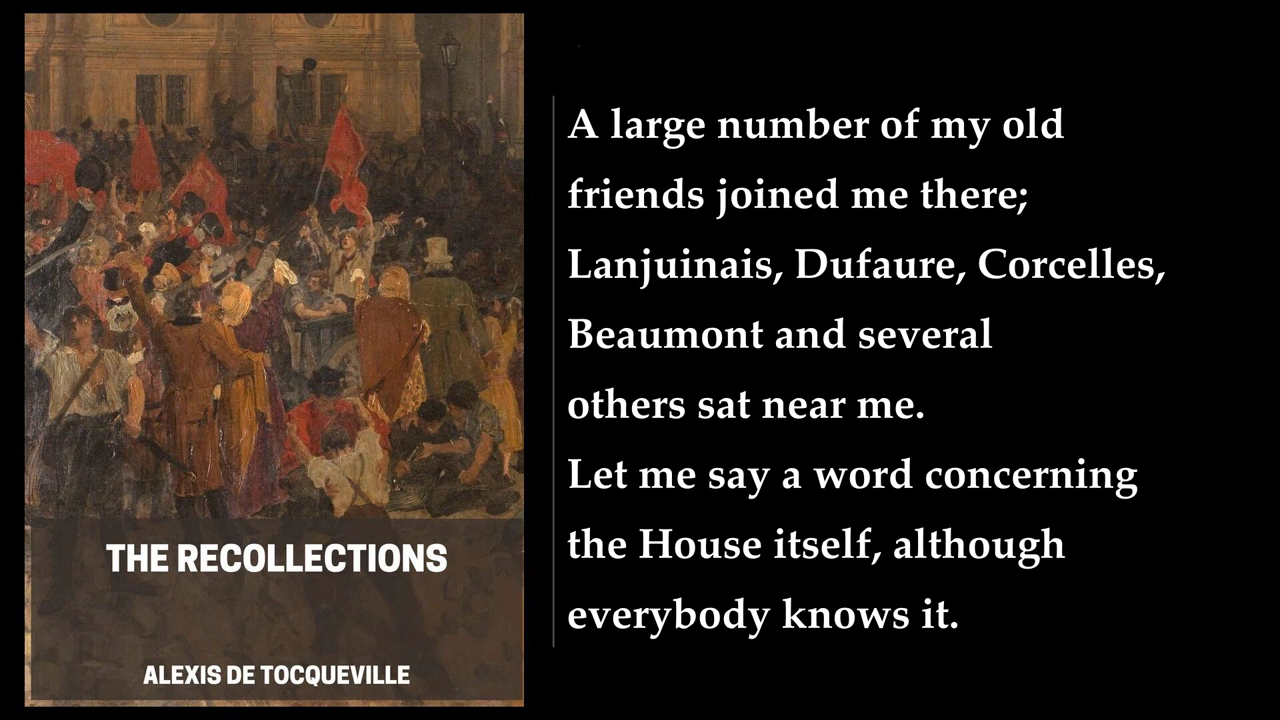 THE RECOLLECTIONS
ALEXIS DE TOCQUEVILLE
A large number of my old
friends joined me there;
Lanjuinais, Dufaure, Corcelles,
Beaumont and several
others sat near me.
Let me say a word concerning
the House itself, although
everybody knows it.